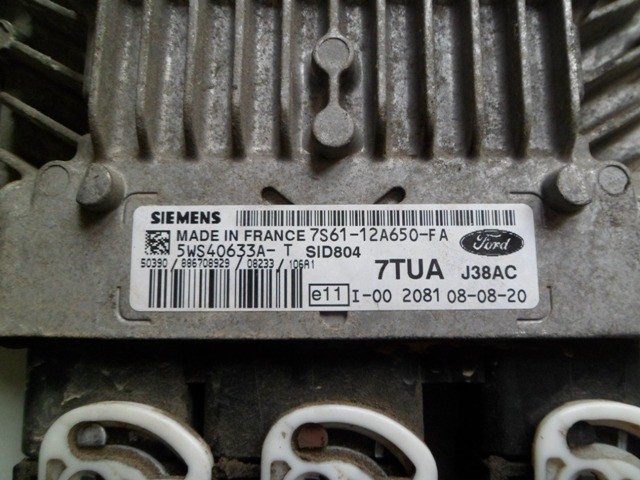 SIEMENS
MADE IN FRANCE 7S61-12A650-FA
Ford
5WS40633A- T SID804
50390 / 886708929 / 08233 / 106A1
7TUA J38AC
e11 I-00 2081 08-08-20